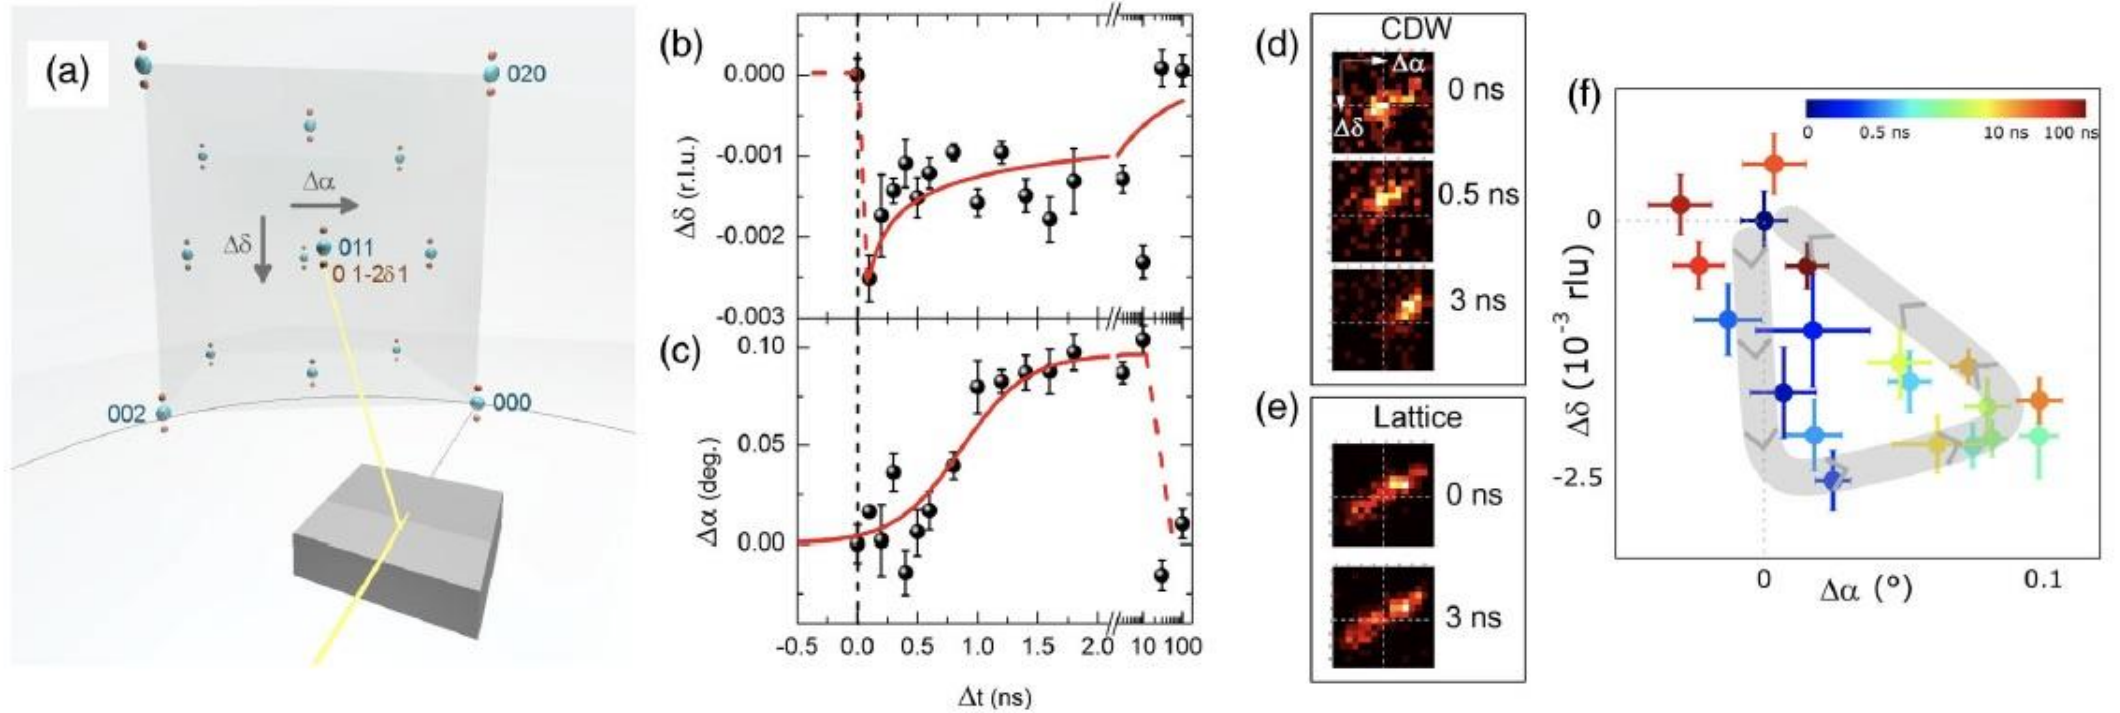 (a)
020
Δα
Δδ
011
0 1-2δ1
002
000
(b)
0.000
-0.001
-0.002
-0.003
Δδ (r.l.u.)
(c)
0.10
0.05
0.00
Δα (deg.)
-0.5 0.0 0.5 1.0 1.5 2.0 10 100
Δt (ns)
(d)
CDW
Δα
Δδ
0 ns
0.5 ns
3 ns
(e)
Lattice
0 ns
3 ns
(f)
0 0.5 ns 10 ns 100 ns
0
-2.5
Δδ (10⁻³ rlu)
0 0.1
Δα (°)